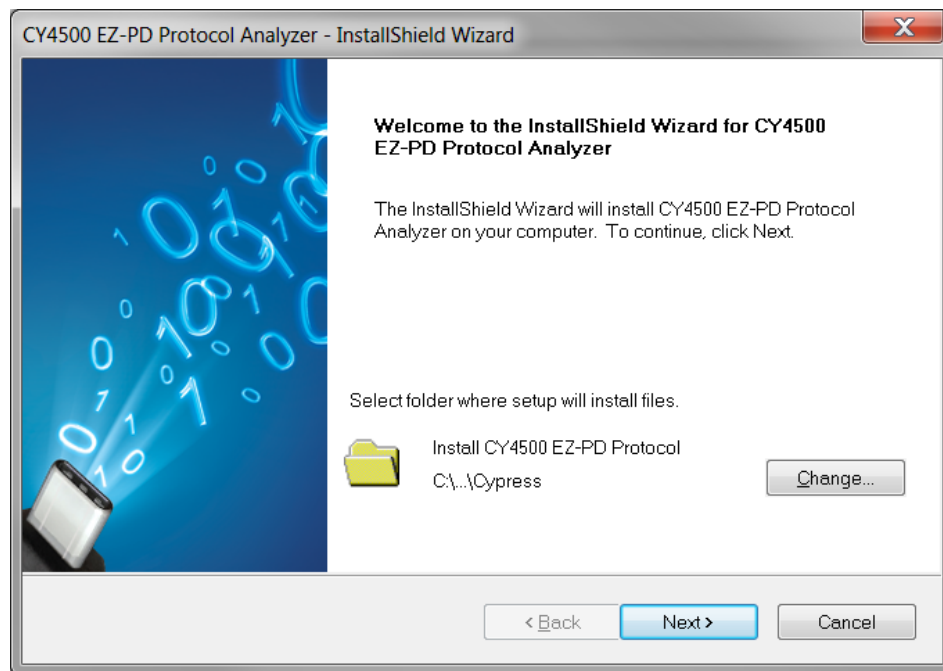 CY4500 EZ-PD Protocol Analyzer - InstallShield Wizard
X
Welcome to the InstallShield Wizard for CY4500
EZ-PD Protocol Analyzer
The InstallShield Wizard will install CY4500 EZ-PD Protocol
Analyzer on your computer. To continue, click Next.
Select folder where setup will install files.
Install CY4500 EZ-PD Protocol
C:\...\Cypress
Change...
< Back
Next >
Cancel